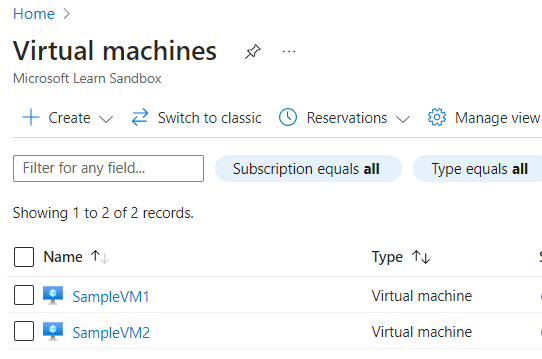 Home
Virtual machines
Microsoft Learn Sandbox
Create Switch to classic Reservations Manage view
Filter for any field... Subscription equals all Type equals all
Showing 1 to 2 of 2 records.
Name Type
SampleVM1 Virtual machine
SampleVM2 Virtual machine